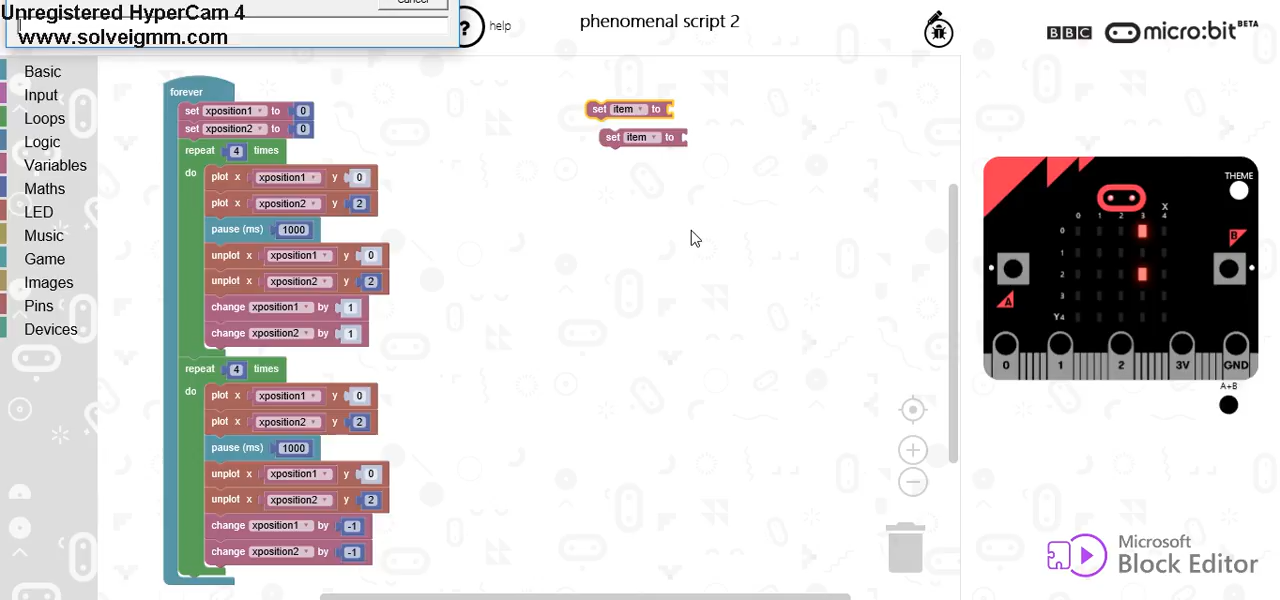 Unregistered HyperCam 4
www.solveigmm.com
? help
phenomenal script 2
BBC micro:bit BETA
Basic
Input
Loops
Logic
Variables
Maths
LED
Music
Game
Images
Pins
Devices
forever
set xposition1 to 0
set xposition2 to 0
repeat 4 times
do plot x xposition1 y 0
plot x xposition2 y 2
pause (ms) 1000
unplot x xposition1 y 0
unplot x xposition2 y 2
change xposition1 by 1
change xposition2 by 1
repeat 4 times
do plot x xposition1 y 0
plot x xposition2 y 2
pause (ms) 1000
unplot x xposition1 y 0
unplot x xposition2 y 2
change xposition1 by -1
change xposition2 by -1
set item to
set item to
THEME
X
0 1 2 3 4
0
1
2
3
Y 4
A
B
0 1 2 3V GND
A+B
Microsoft
Block Editor